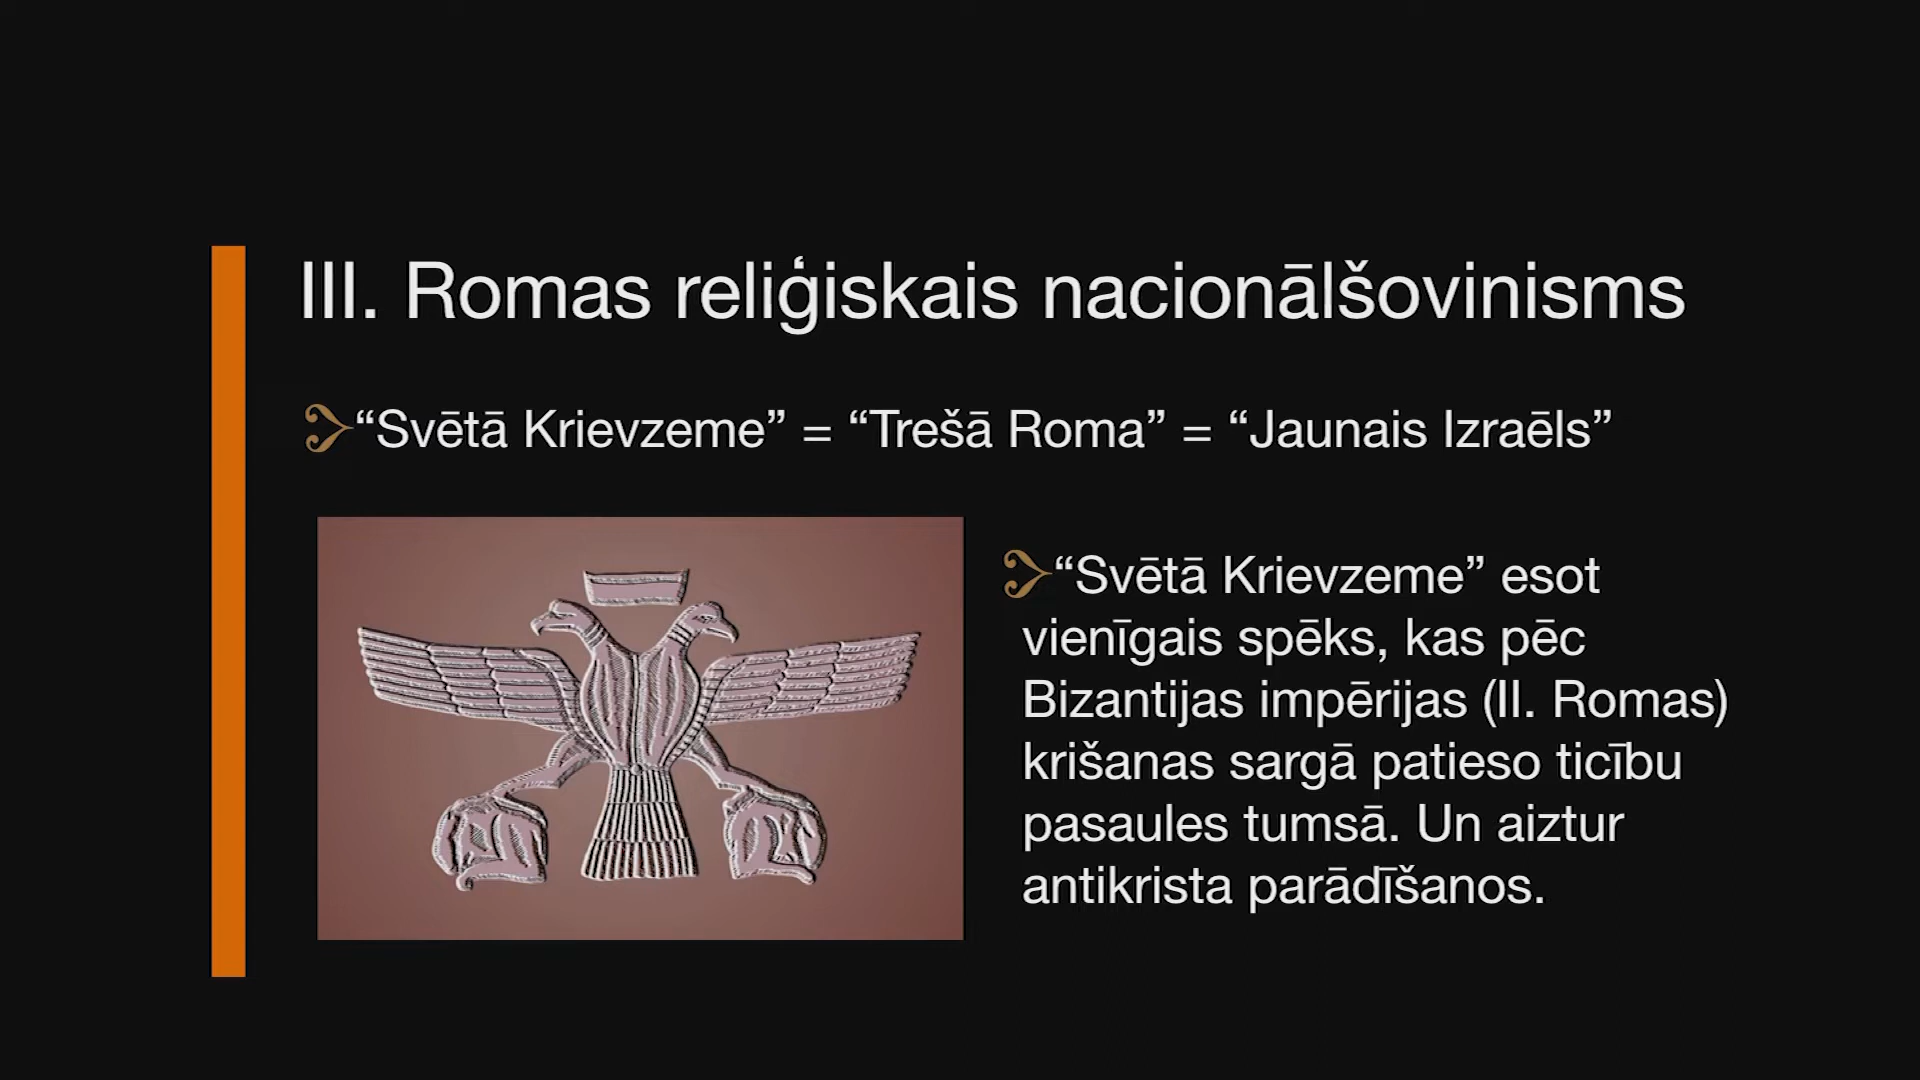 III. Romas reliģiskais nacionālšovinisms
“Svētā Krievzeme” = “Trešā Roma” = “Jaunais Izraēls”
“Svētā Krievzeme” esot
vienīgais spēks, kas pēc
Bizantijas impērijas (II. Romas)
krišanas sargā patieso ticību
pasaules tumsā. Un aiztur
antikrista parādīšanos.